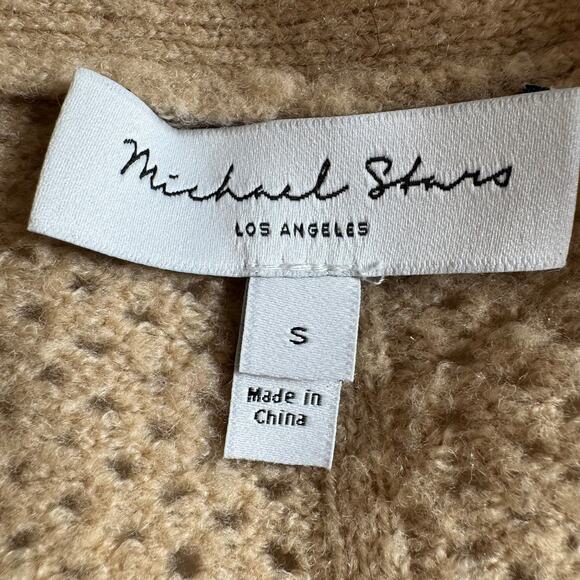 Michael Stars
LOS ANGELES
S
Made in
China